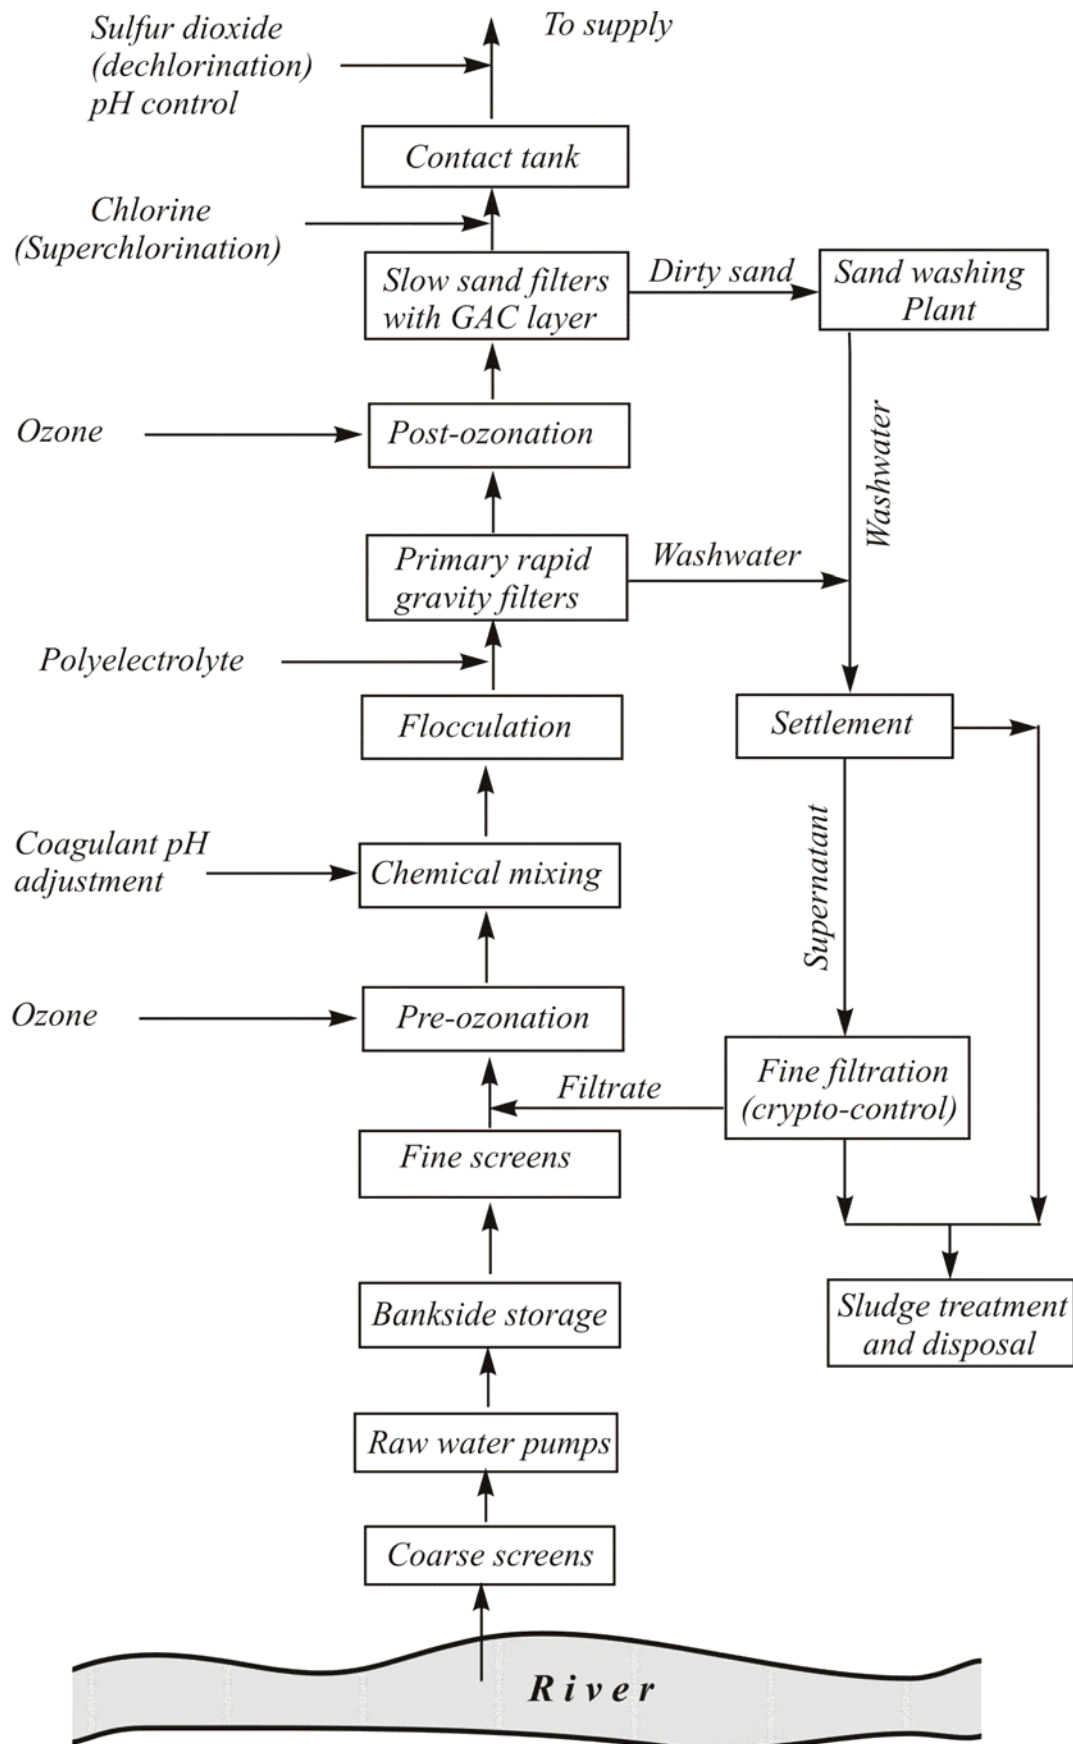 Sulfur dioxide
(dechlorination)
pH control
To supply
Contact tank
Chlorine
(Superchlorination)
Slow sand filters
with GAC layer
Dirty sand
Sand washing
Plant
Ozone
Post-ozonation
Washwater
Primary rapid
gravity filters
Washwater
Polyelectrolyte
Flocculation
Settlement
Coagulant pH
adjustment
Chemical mixing
Supernatant
Ozone
Pre-ozonation
Fine filtration
(crypto-control)
Filtrate
Fine screens
Bankside storage
Sludge treatment
and disposal
Raw water pumps
Coarse screens
River